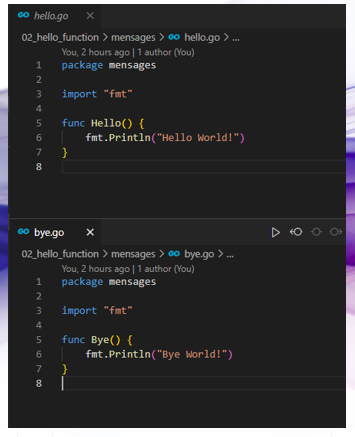 hello.go ×
02_hello_function > mensages > hello.go > ...
You, 2 hours ago | 1 author (You)
1 package mensages
2
3 import "fmt"
4
5 func Hello() {
6     fmt.Println("Hello World!")
7 }
8
bye.go ×
02_hello_function > mensages > bye.go > ...
You, 2 hours ago | 1 author (You)
1 package mensages
2
3 import "fmt"
4
5 func Bye() {
6     fmt.Println("Bye World!")
7 }
8